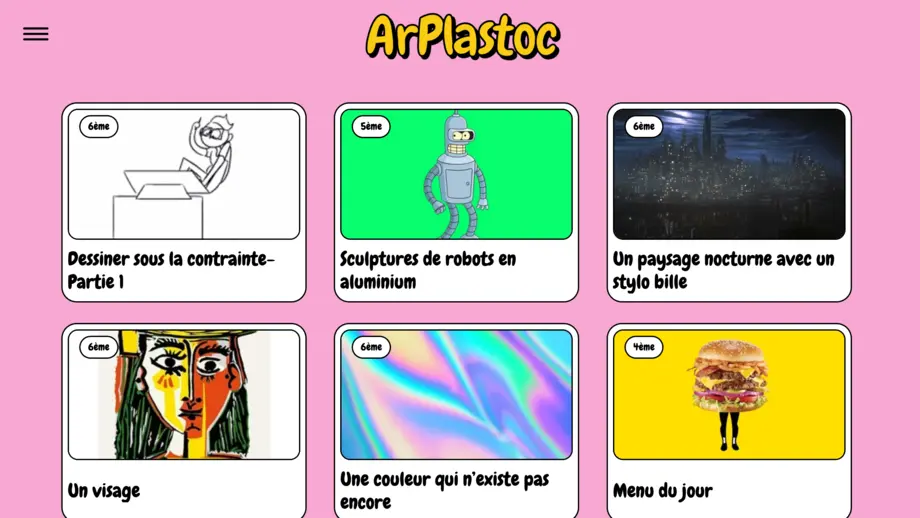 ArPlastoc
6ème
5ème
6ème
Dessiner sous la contrainte-
Partie 1
Sculptures de robots en
aluminium
Un paysage nocturne avec un
stylo bille
6ème
6ème
4ème
Un visage
Une couleur qui n'existe pas
encore
Menu du jour